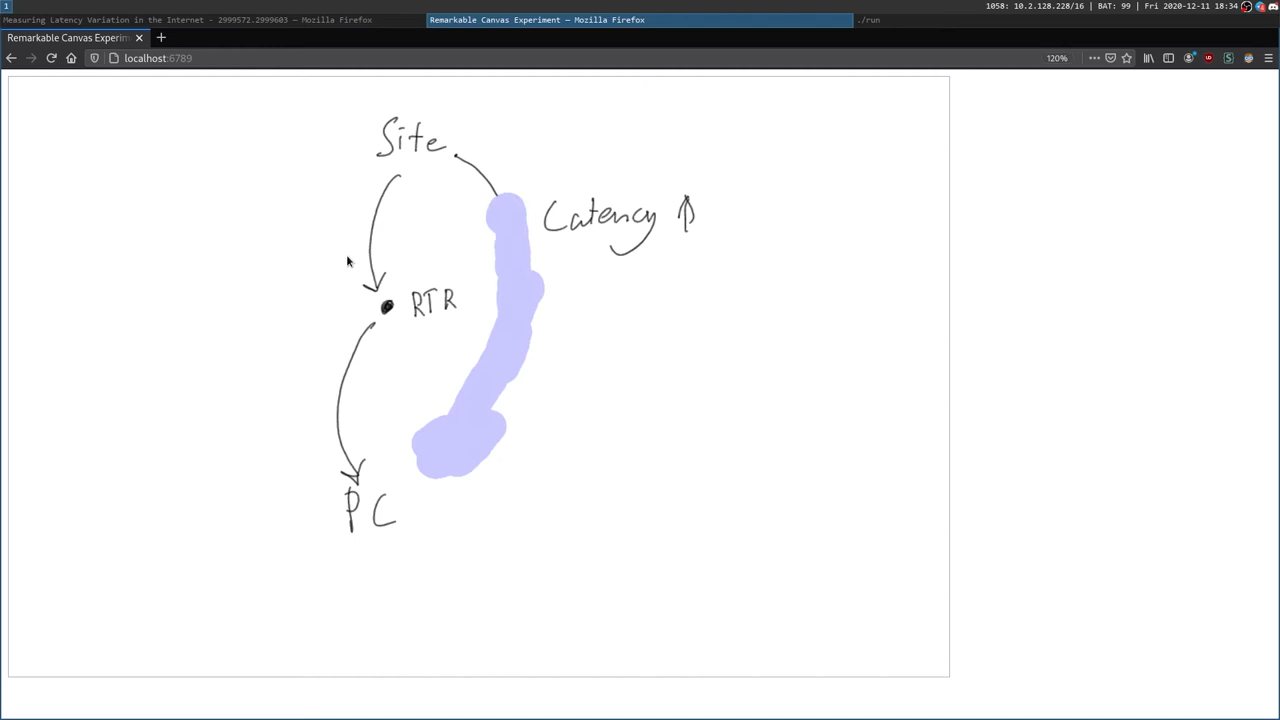 1
1058: 10.2.128.228/16 | BAT: 99 | Fri 2020-12-11 18:34
Measuring Latency Variation in the Internet - 2999572.2999603 — Mozilla Firefox
Remarkable Canvas Experiment — Mozilla Firefox
./run
Remarkable Canvas Experim
localhost:6789
120%
Site
Latency ↑
RTR
PC